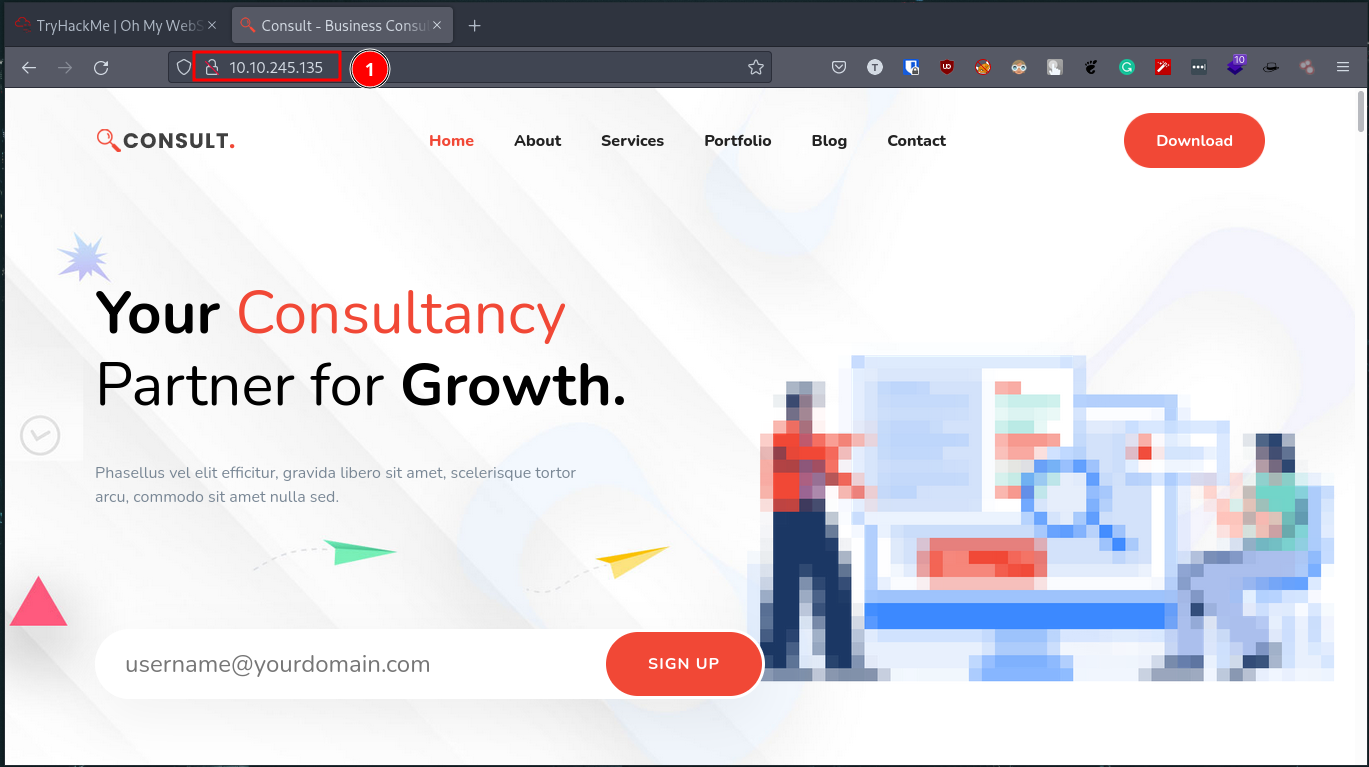 TryHackMe | Oh My WebS
Consult - Business Consul
10.10.245.135
1
T
UD
G
10
CONSULT.
Home About Services Portfolio Blog Contact
Download
Your Consultancy
Partner for Growth.
Phasellus vel elit efficitur, gravida libero sit amet, scelerisque tortor
arcu, commodo sit amet nulla sed.
username@yourdomain.com
SIGN UP